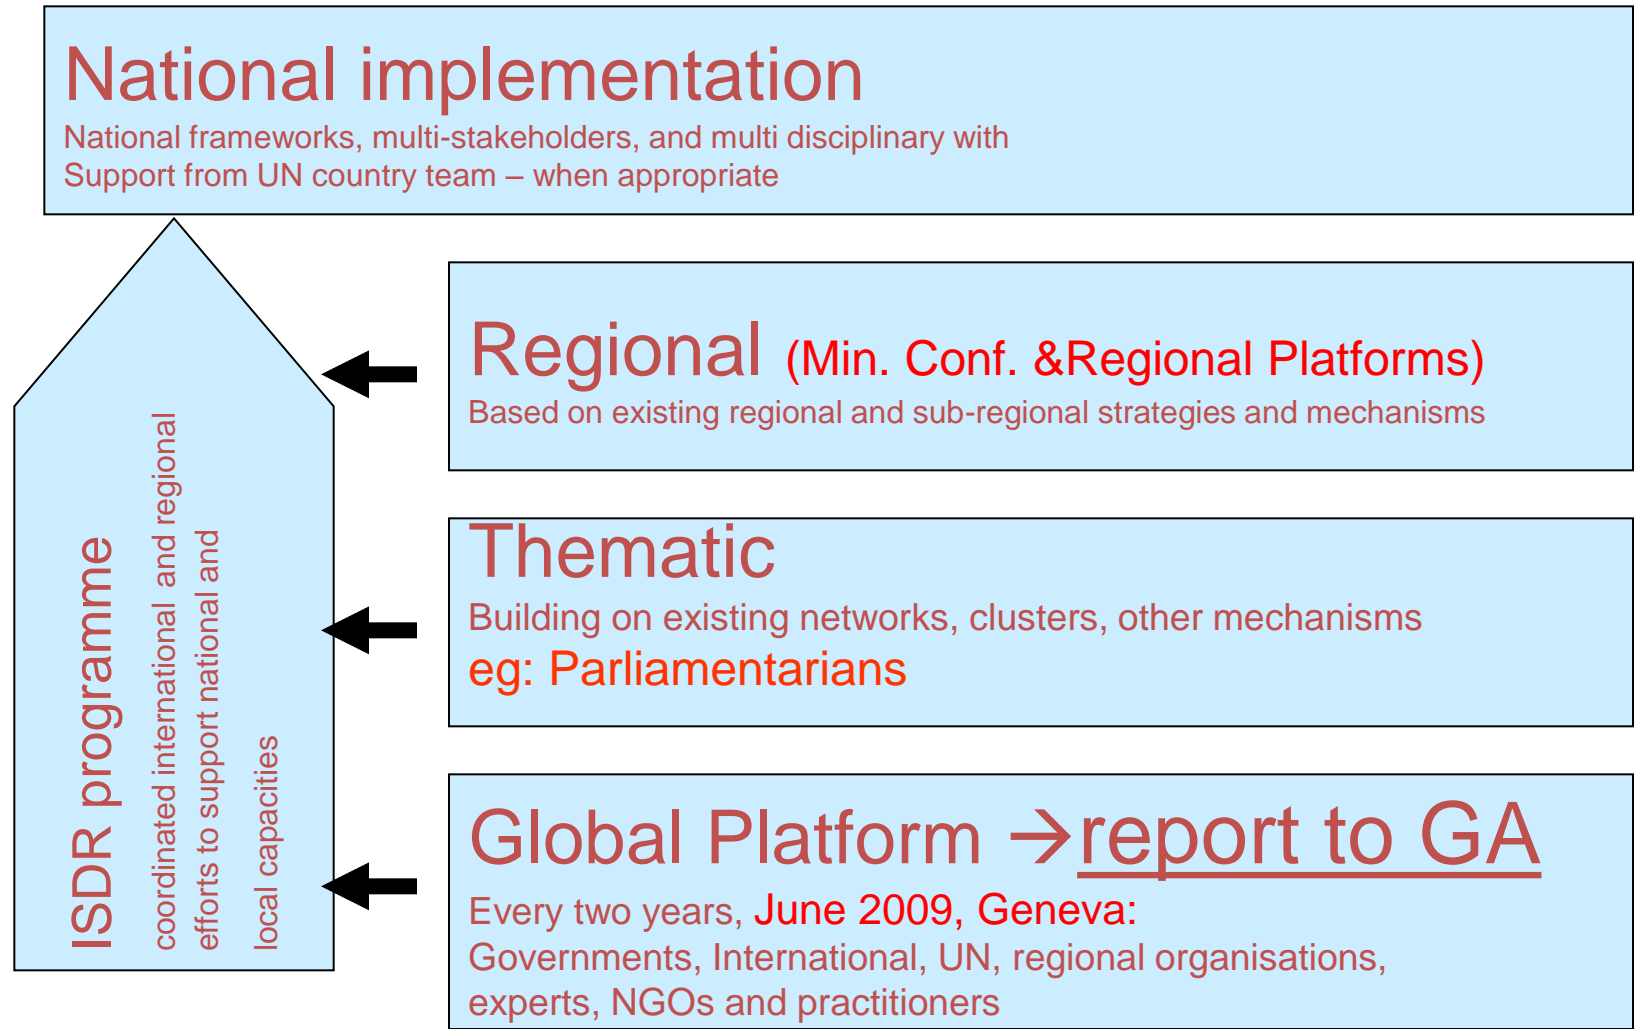 National implementation
National frameworks, multi-stakeholders, and multi disciplinary with
Support from UN country team – when appropriate
ISDR programme
coordinated international and regional
efforts to support national and
local capacities
Regional (Min. Conf. &Regional Platforms)
Based on existing regional and sub-regional strategies and mechanisms
Thematic
Building on existing networks, clusters, other mechanisms
eg: Parliamentarians
Global Platform →report to GA
Every two years, June 2009, Geneva:
Governments, International, UN, regional organisations,
experts, NGOs and practitioners